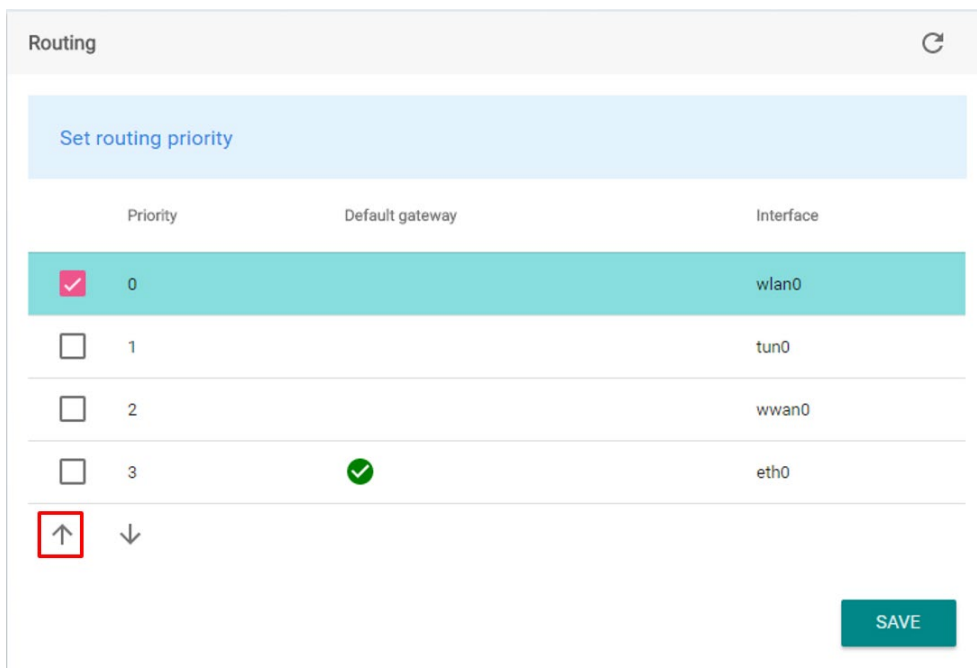 Routing
Set routing priority
Priority Default gateway Interface
0 wlan0
1 tun0
2 wwan0
3 eth0
SAVE